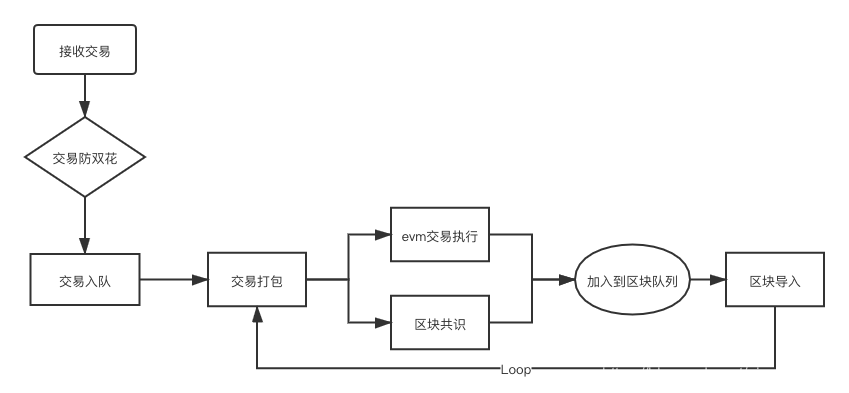 接收交易
交易防双花
交易入队
交易打包
evm交易执行
区块共识
加入到区块队列
区块导入
Loop